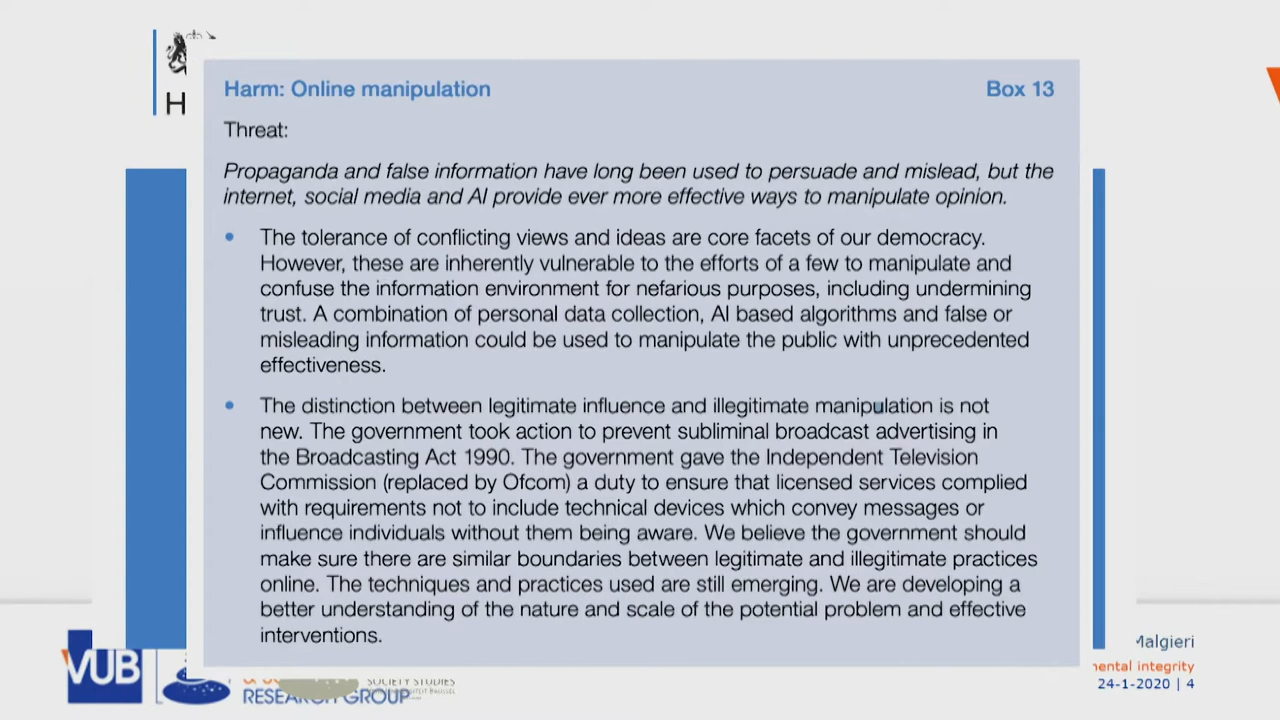 H
Harm: Online manipulation Box 13
Threat:
Propaganda and false information have long been used to persuade and mislead, but the
internet, social media and AI provide ever more effective ways to manipulate opinion.
• The tolerance of conflicting views and ideas are core facets of our democracy.
However, these are inherently vulnerable to the efforts of a few to manipulate and
confuse the information environment for nefarious purposes, including undermining
trust. A combination of personal data collection, AI based algorithms and false or
misleading information could be used to manipulate the public with unprecedented
effectiveness.
• The distinction between legitimate influence and illegitimate manipulation is not
new. The government took action to prevent subliminal broadcast advertising in
the Broadcasting Act 1990. The government gave the Independent Television
Commission (replaced by Ofcom) a duty to ensure that licensed services complied
with requirements not to include technical devices which convey messages or
influence individuals without them being aware. We believe the government should
make sure there are similar boundaries between legitimate and illegitimate practices
online. The techniques and practices used are still emerging. We are developing a
better understanding of the nature and scale of the potential problem and effective
interventions.
Malgieri
mental integrity
24-1-2020 | 4
VUB
SOCIETY STUDIES
RESEARCH GROUP